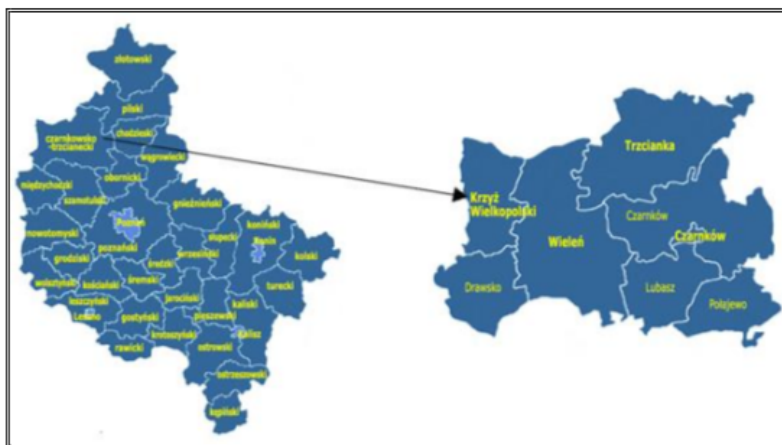 złotowski
pilski
czarnkowsko
-trzcianecki
chodzieski
wągrowiecki
obornicki
międzychodzki
szamotulski
gnieźnieński
Poznań
nowotomyski
poznański
słupecki
koniński
Konin
kolski
grodziski
średzki
wrzesiński
wolsztyński
kościański
śremski
turecki
leszczyński
jarociński
kaliski
Leszno
gostyński
pleszewski
krotoszyński
Kalisz
rawicki
ostrowski
ostrzeszowski
kępiński
Trzcianka
Krzyż
Wielkopolski
Czarnków
Czarnków
Wieleń
Drawsko
Lubasz
Połajewo